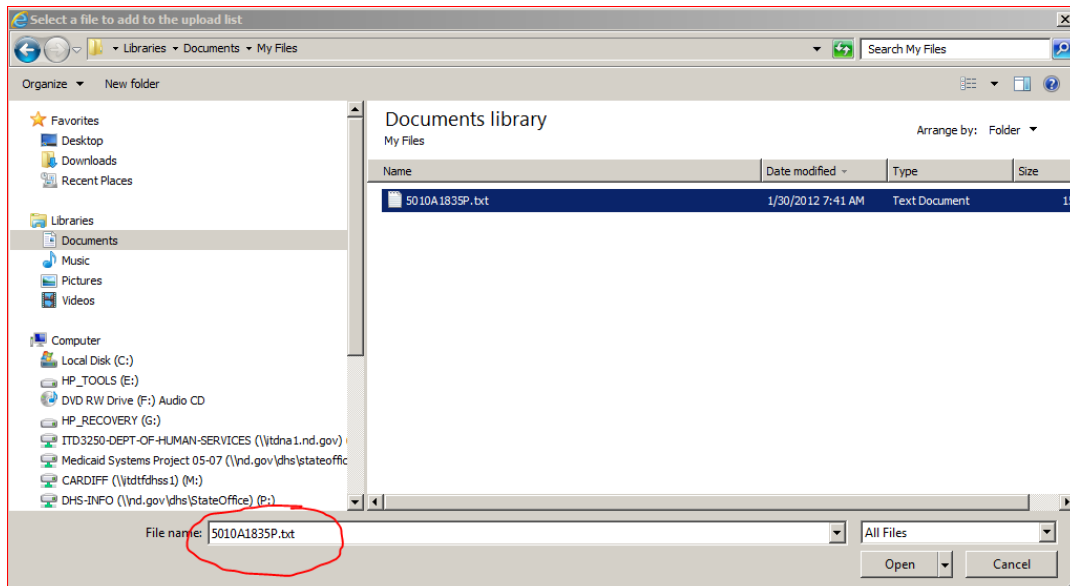 Select a file to add to the upload list
Libraries Documents My Files
Search My Files
Organize New folder
Favorites
Desktop
Downloads
Recent Places
Libraries
Documents
Music
Pictures
Videos
Computer
Local Disk (C:)
HP_TOOLS (E:)
DVD RW Drive (F:) Audio CD
HP_RECOVERY (G:)
ITD3250-DEPT-OF-HUMAN-SERVICES (\\itdna1.nd.gov) (
Medicaid Systems Project 05-07 (\\nd.gov\dhs\stateoffic
CARDIFF (\\itdtfdhss1) (M:)
DHS-INFO (\\nd.gov\dhs\StateOffice) (P:)
Documents library
My Files
Arrange by: Folder
Name Date modified Type Size
5010A1835P.txt 1/30/2012 7:41 AM Text Document
File name: 5010A1835P.txt All Files
Open Cancel